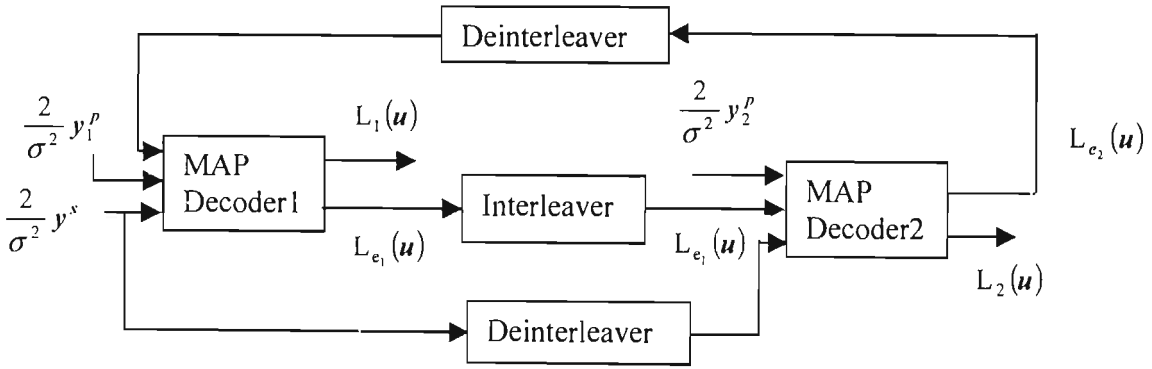 Deinterleaver
2/σ² y₁ᵖ
L₁(u)
2/σ² y₂ᵖ
Lₑ₂(u)
MAP
Decoder1
2/σ² yˢ
Interleaver
MAP
Decoder2
Lₑ₁(u)
Lₑ₁(u)
L₂(u)
Deinterleaver